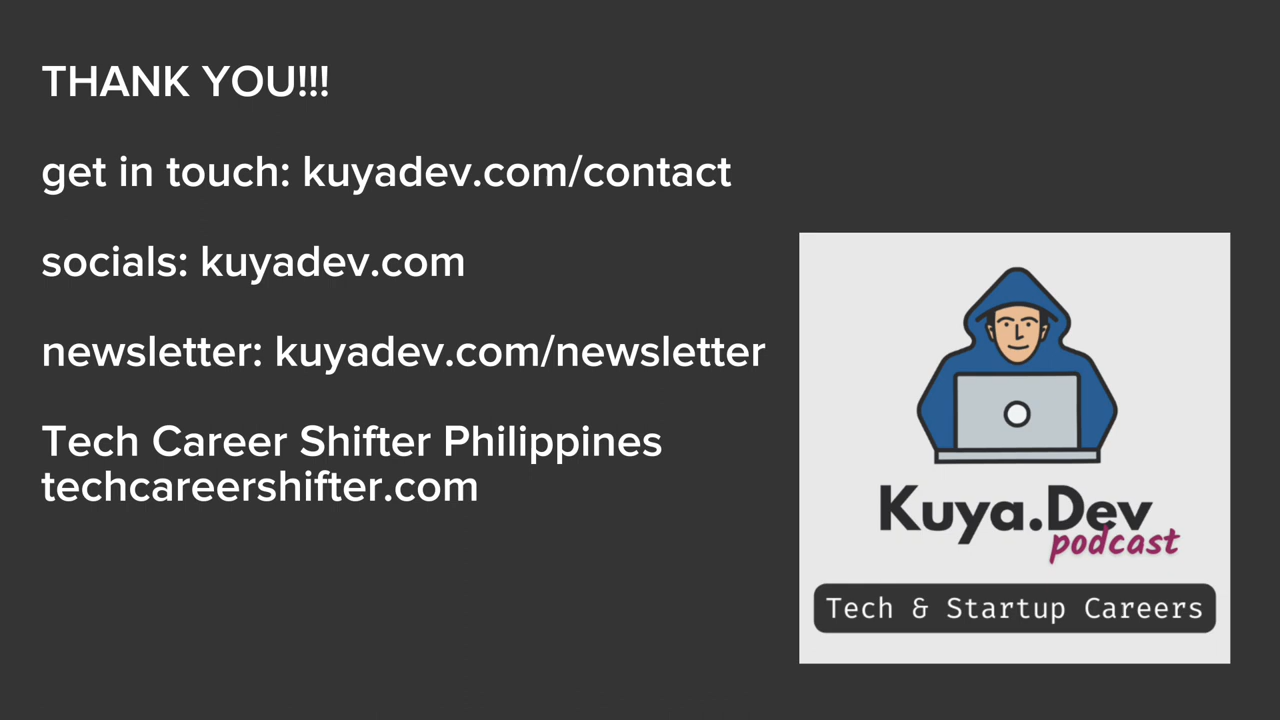 THANK YOU!!!
get in touch: kuyadev.com/contact
socials: kuyadev.com
newsletter: kuyadev.com/newsletter
Tech Career Shifter Philippines
techcareershifter.com
Kuya.Dev
podcast
Tech & Startup Careers